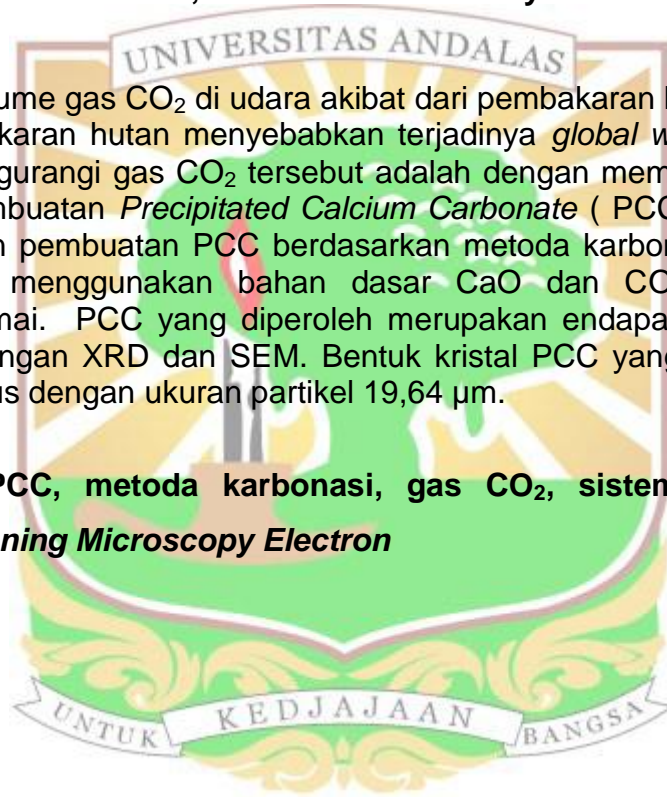 UNIVERSITAS ANDALAS
ume gas CO₂ di udara akibat dari pembakaran
karan hutan menyebabkan terjadinya global w
gurangi gas CO₂ tersebut adalah dengan mem
mbuatan Precipitated Calcium Carbonate ( PCC
n pembuatan PCC berdasarkan metoda karbon
menggunakan bahan dasar CaO dan CO
mai. PCC yang diperoleh merupakan endapa
ngan XRD dan SEM. Bentuk kristal PCC yang
us dengan ukuran partikel 19,64 µm.
PCC, metoda karbonasi, gas CO₂, sistem
ning Microscopy Electron
UNTUK KEDJAJAAN BANGSA